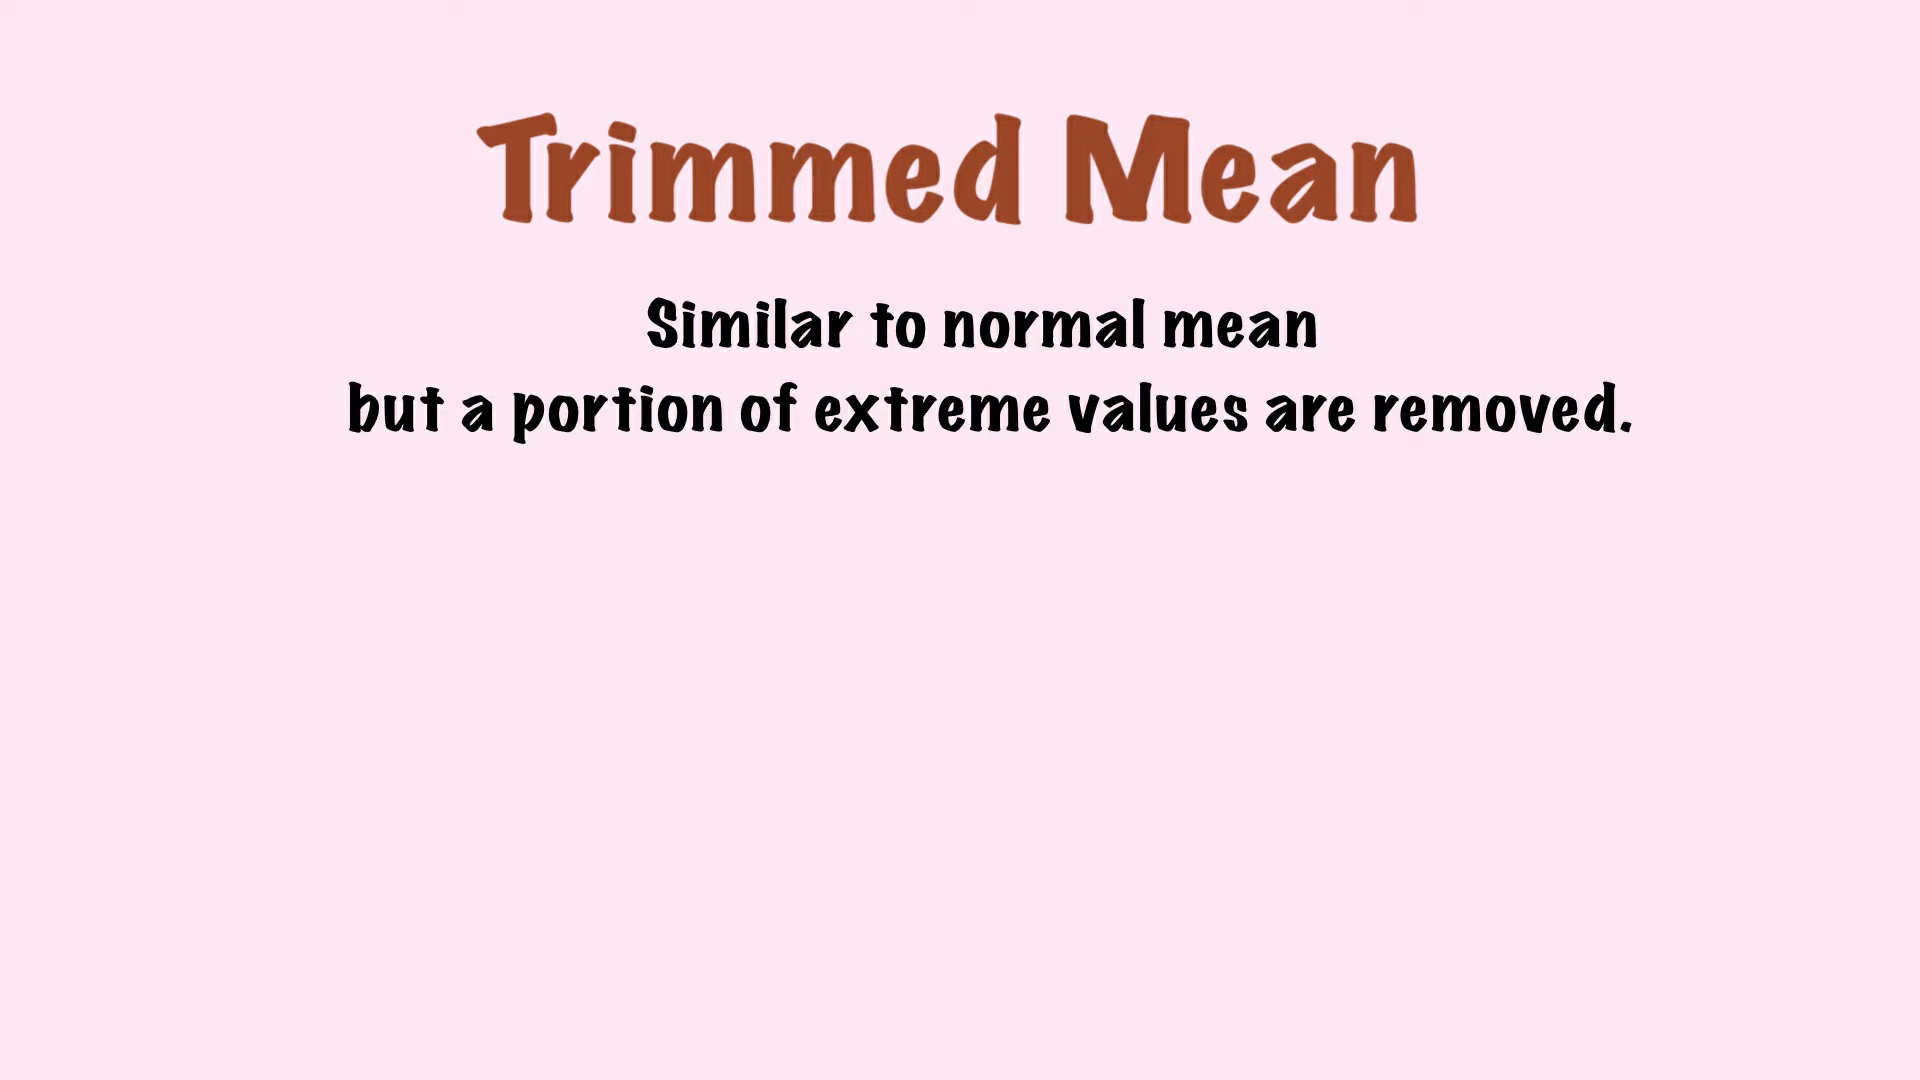 Trimmed Mean
Similar to normal mean
but a portion of extreme values are removed.